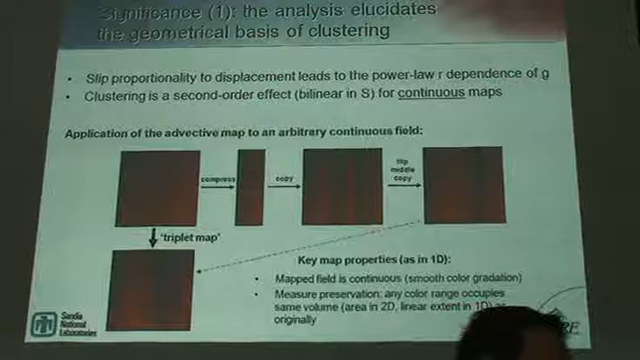 Significance (1): the analysis elucidates
the geometrical basis of clustering
• Slip proportionality to displacement leads to the power-law r dependence of g
• Clustering is a second-order effect (bilinear in S) for continuous maps
Application of the advective map to an arbitrary continuous field:
compress
copy
flip
middle
copy
'triplet map'
Key map properties (as in 1D):
• Mapped field is continuous (smooth color gradation)
• Measure preservation: any color range occupies
same volume (area in 2D, linear extent in 1D)
originally
Sandia
National
Laboratories